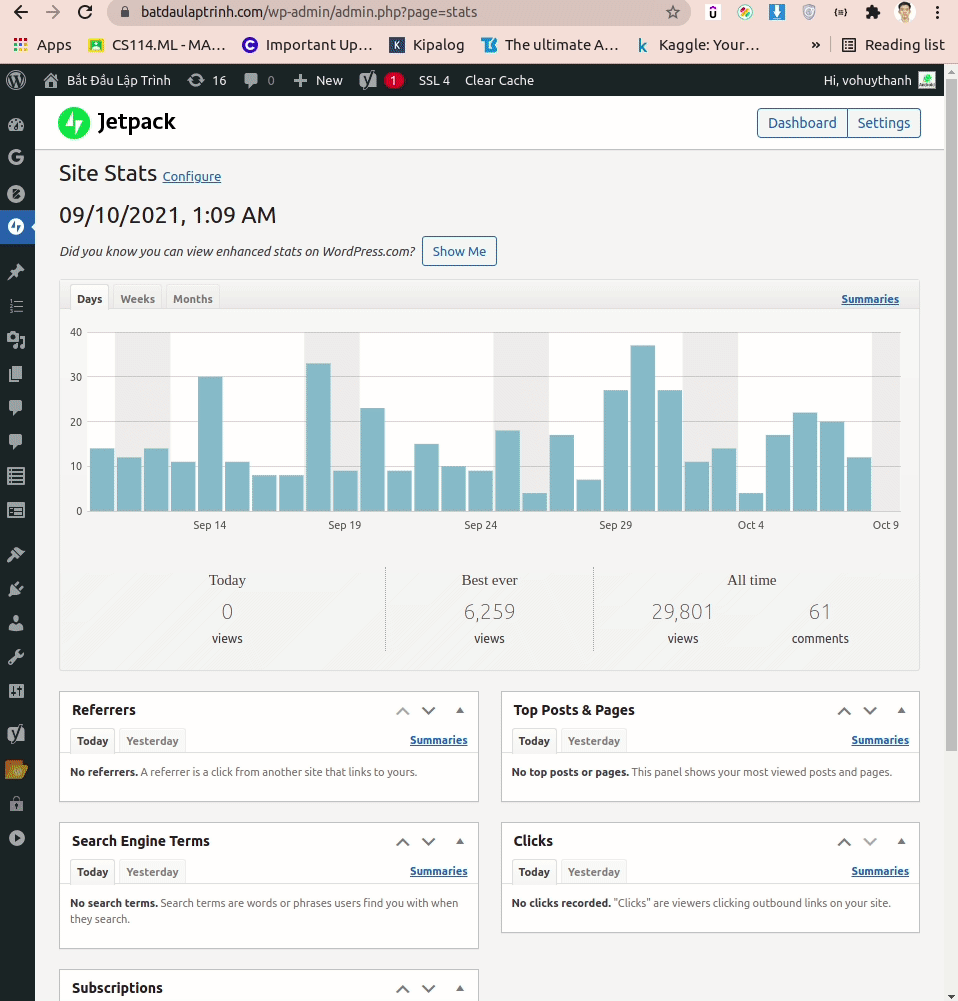 batdaulaptrinh.com/wp-admin/admin.php?page=stats
Apps CS114.ML - MA... Important Up... Kipalog The ultimate A... Kaggle: Your... » Reading list
Bắt Đầu Lập Trình 16 0 New 1 SSL 4 Clear Cache Hi, vohuythanh
Jetpack Dashboard Settings
Site Stats Configure
09/10/2021, 1:09 AM
Did you know you can view enhanced stats on WordPress.com? Show Me
Days Weeks Months Summaries
40
30
20
10
0
Sep 14 Sep 19 Sep 24 Sep 29 Oct 4 Oct 9
Today Best ever All time
0 6,259 29,801 61
views views views comments
Referrers Top Posts & Pages
Today Yesterday Summaries Today Yesterday Summaries
No referrers. A referrer is a click from another site that links to yours. No top posts or pages. This panel shows your most viewed posts and pages.
Search Engine Terms Clicks
Today Yesterday Summaries Today Yesterday Summaries
No search terms. Search terms are words or phrases users find you with when No clicks recorded. "Clicks" are viewers clicking outbound links on your site.
they search.
Subscriptions